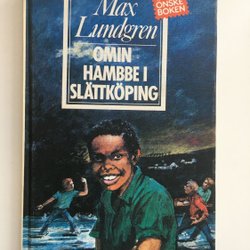 Max
Lundgren
ÖNSKE
BOKEN
OMIN
HAMBBE I
SLÄTTKÖPING